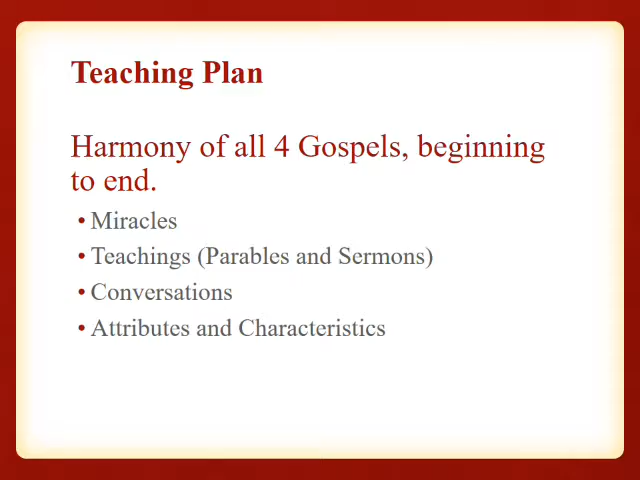 Teaching Plan
Harmony of all 4 Gospels, beginning
to end.
• Miracles
• Teachings (Parables and Sermons)
• Conversations
• Attributes and Characteristics